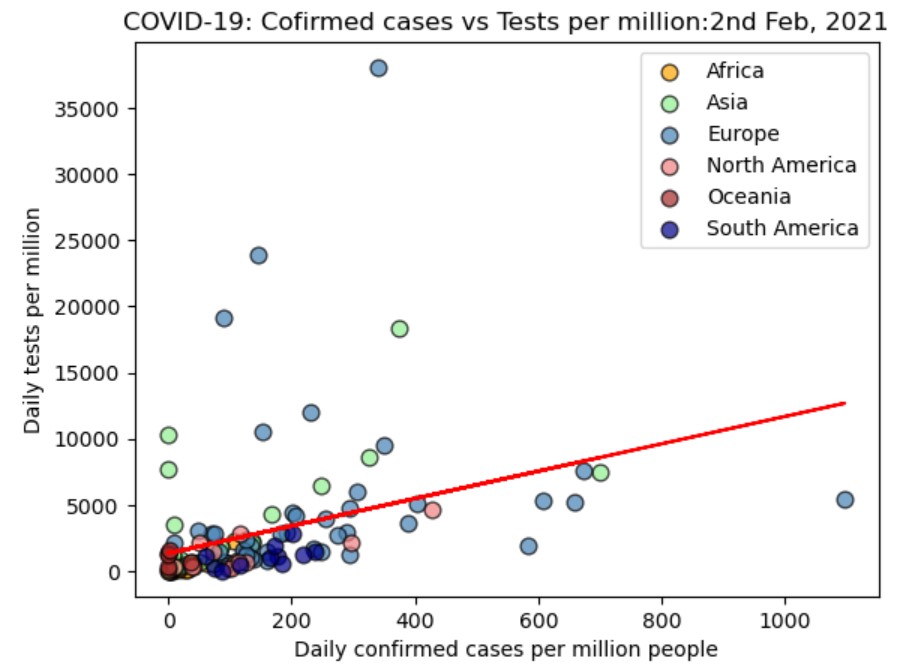 COVID-19: Cofirmed cases vs Tests per million:2nd Feb, 2021
Africa
Asia
Europe
North America
Oceania
South America
35000
30000
25000
20000
15000
10000
5000
0
Daily tests per million
0 200 400 600 800 1000
Daily confirmed cases per million people